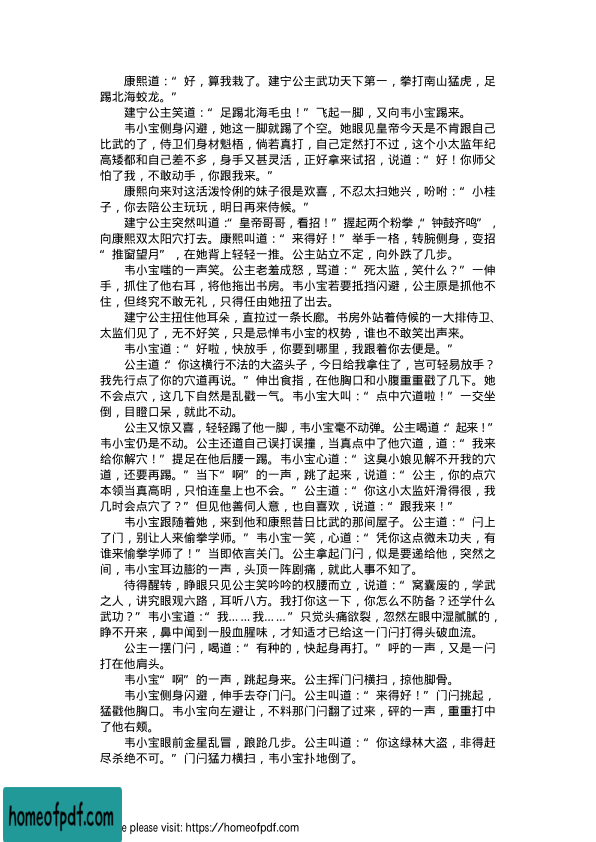 康熙道：“好，算我栽了。建宁公主武功天下第一，拳打南山猛虎，足
踢北海蛟龙。”
建宁公主笑道：“足踢北海毛虫！”飞起一脚，又向韦小宝踢来。
韦小宝侧身闪避，她这一脚就踢了个空。她眼见皇帝今天是不肯跟自己
比武的了，侍卫们身材魁梧，倘若真打，自己定然打不过，这个小太监年纪
高矮都和自己差不多，身手又甚灵活，正好拿来试招，说道：“好！你师父
怕了我，不敢动手，你跟我来。”
康熙向来对这活泼伶俐的妹子很是欢喜，不忍太扫她兴，吩咐：“小桂
子，你去陪公主玩玩，明日再来侍候。”
建宁公主突然叫道：“皇帝哥哥，看招！”握起两个粉拳，“钟鼓齐鸣”，
向康熙双太阳穴打去。康熙叫道：“来得好！”举手一格，转腕侧身，变招
“推窗望月”，在她背上轻轻一推。公主站立不定，向外跌了几步。
韦小宝嗤的一声笑。公主老羞成怒，骂道：“死太监，笑什么？”一伸
手，抓住了他右耳，将他拖出书房。韦小宝若要抵挡闪避，公主原是抓他不
住，但终究不敢无礼，只得任由她扭了出去。
建宁公主扭住他耳朵，直拉过一条长廊。书房外站着侍候的一大排侍卫、
太监们见了，无不好笑，只是忌惮韦小宝的权势，谁也不敢笑出声来。
韦小宝道：“好啦，快放手，你要到哪里，我跟着你去便是。”
公主道：“你这横行不法的大盗头子，今日给我拿住了，岂可轻易放手？
我先行点了你的穴道再说。”伸出食指，在他胸口和小腹重重戳了几下。她
不会点穴，这几下自然是乱戳一气。韦小宝大叫：“点中穴道啦！”一交坐
倒，目瞪口呆，就此不动。
公主又惊又喜，轻轻踢了他一脚，韦小宝毫不动弹。公主喝道：“起来！”
韦小宝仍是不动。公主还道自己误打误撞，当真点中了他穴道，道：“我来
给你解穴！”提足在他后腰一踢。韦小宝心道：“这臭小娘见解不开我的穴
道，还要再踢。”当下“啊”的一声，跳了起来，说道：“公主，你的点穴
本领当真高明，只怕连皇上也不会。”公主道：“你这小太监奸滑得很，我
几时会点穴了？”但见他善伺人意，也自喜欢，说道：“跟我来！”
韦小宝跟随着她，来到他和康熙昔日比武的那间屋子。公主道：“闩上
了门，别让人来偷拳学师。”韦小宝一笑，心道：“凭你这点微末功夫，有
谁来偷拳学师了！”当即依言关门。公主拿起门闩，似是要递给他，突然之
间，韦小宝耳边膨的一声，头顶一阵剧痛，就此人事不知了。
待得醒转，睁眼只见公主笑吟吟的杈腰而立，说道：“窝囊废的，学武
之人，讲究眼观六路，耳听八方。我打你这一下，你怎么不防备？还学什么
武功？”韦小宝道：“我……我……”只觉头痛欲裂，忽然左眼中湿腻腻的，
睁不开来，鼻中闻到一股血腥味，才知适才已给这一门闩打得头破血流。
公主一摆门闩，喝道：“有种的，快起身再打。”呼的一声，又是一闩
打在他肩头。
韦小宝“啊”的一声，跳起身来。公主挥门闩横扫，掠他脚骨。
韦小宝侧身闪避，伸手去夺门闩。公主叫道：“来得好！”门闩挑起，
猛戳他胸口。韦小宝向左避让，不料那门闩翻了过来，砰的一声，重重打中
了他右颊。
韦小宝眼前金星乱冒，踉跄几步。公主叫道：“你这绿林大盗，非得赶
尽杀绝不可。”门闩猛力横扫，韦小宝扑地倒了。
homeofpdf.com
e please visit: https://homeofpdf.com